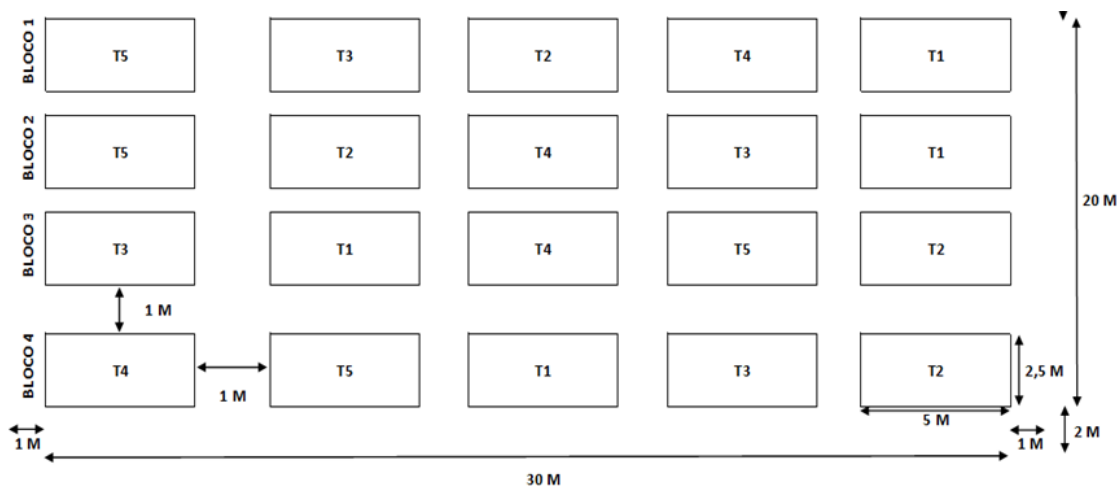 BLOCO 1
T5 T3 T2 T4 T1
BLOCO 2
T5 T2 T4 T3 T1
20 M
BLOCO 3
T3 T1 T4 T5 T2
1 M
BLOCO 4
T4 T5 T1 T3 T2
2,5 M
1 M
5 M
1 M
1 M
2 M
30 M